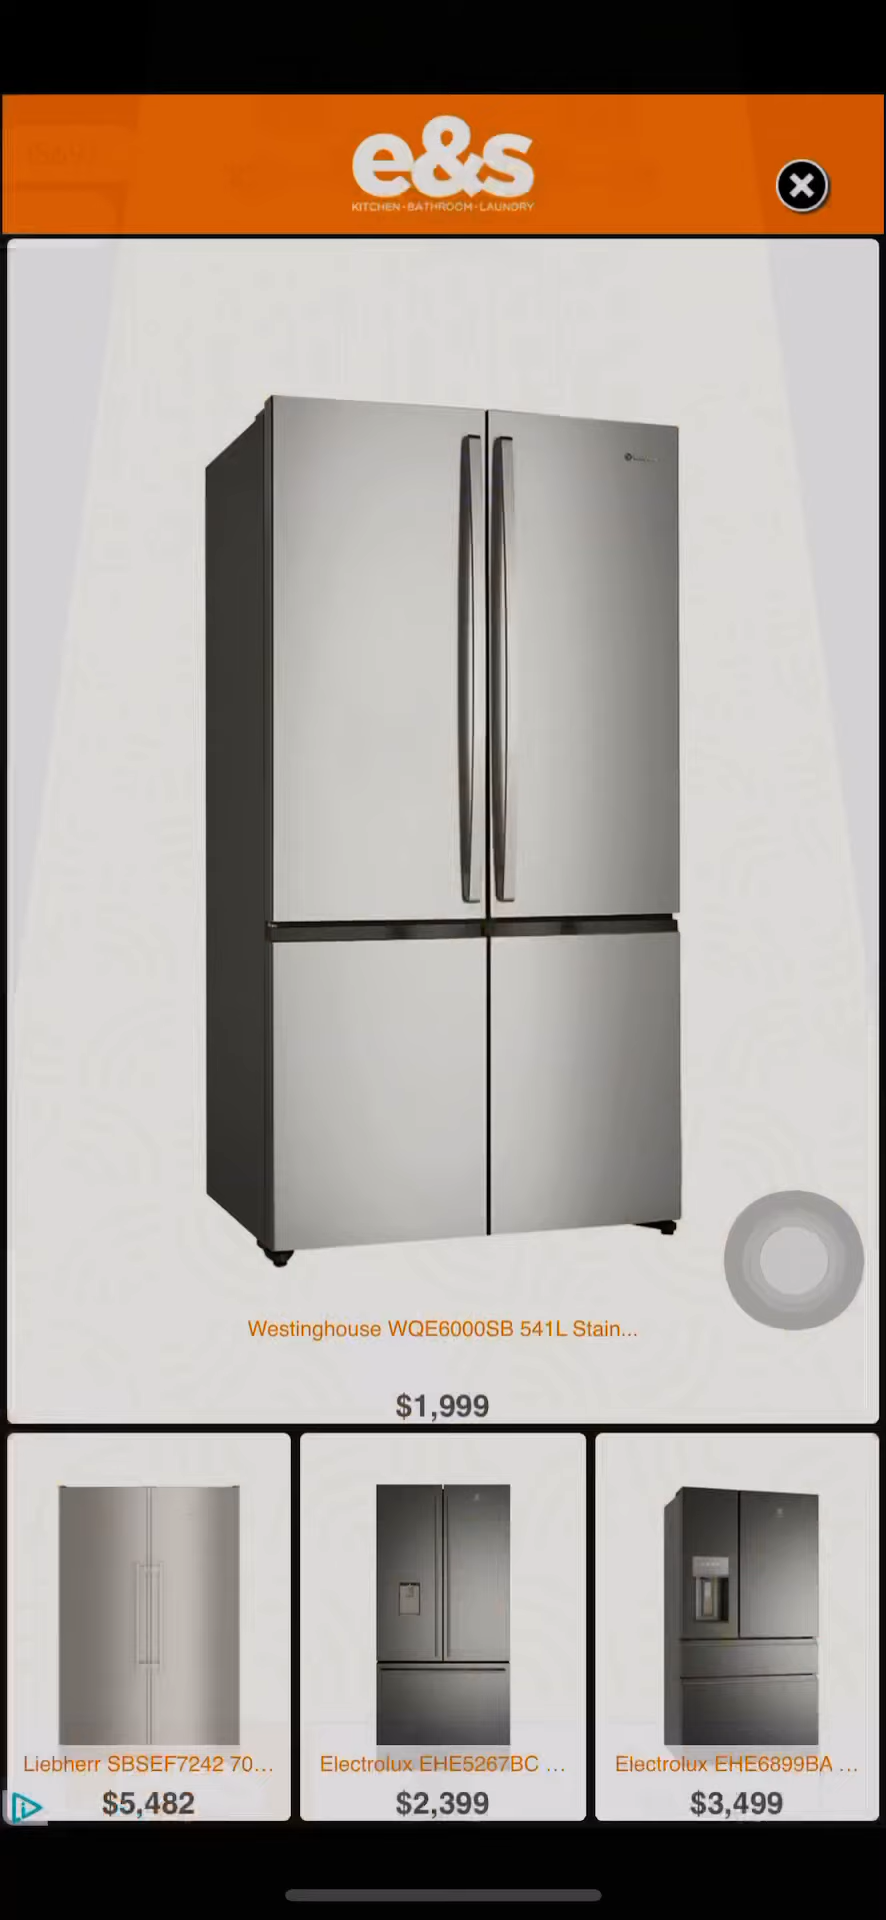 e&s
KITCHEN · BATHROOM · LAUNDRY
Westinghouse WQE6000SB 541L Stain...
$1,999
Liebherr SBSEF7242 70...
$5,482
Electrolux EHE5267BC ...
$2,399
Electrolux EHE6899BA ...
$3,499